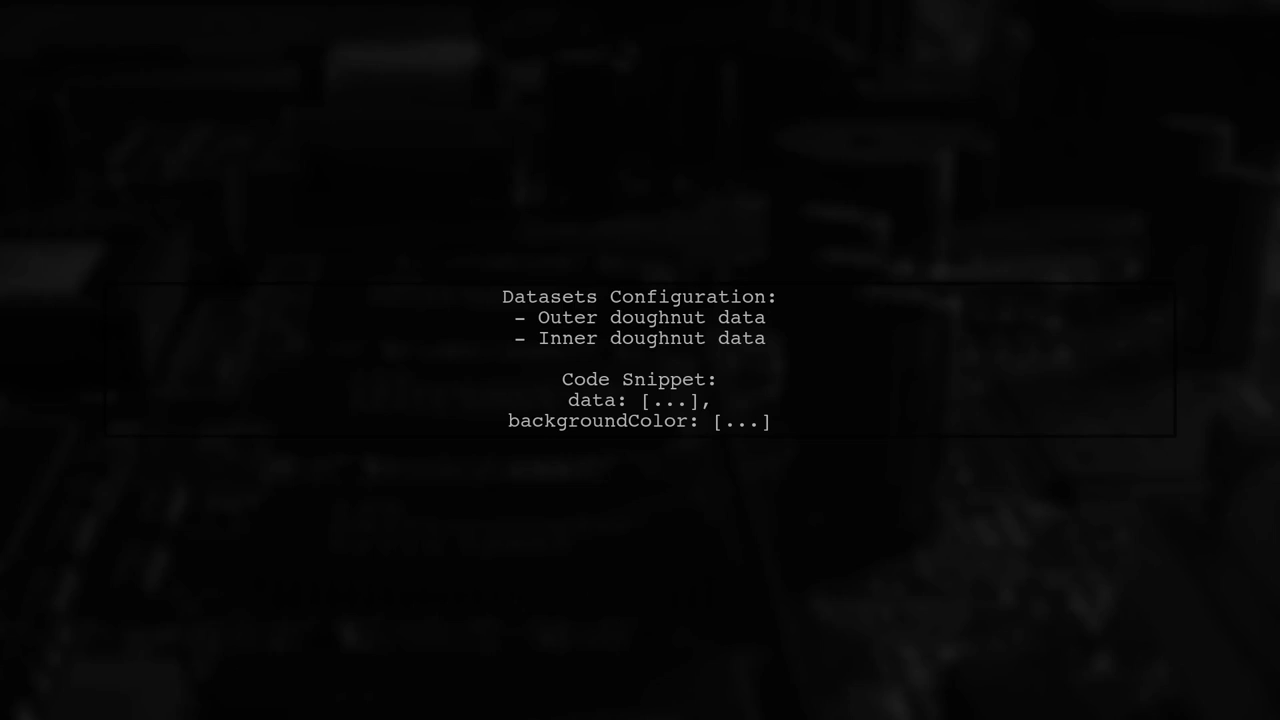 Datasets Configuration:
- Outer doughnut data
- Inner doughnut data
Code Snippet:
data: [...],
backgroundColor: [...]